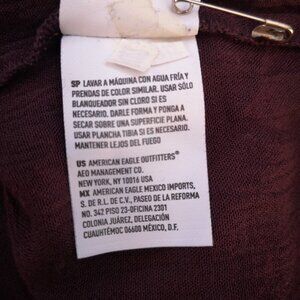 SP LAVAR A MÁQUINA CON AGUA FRÍA Y
PRENDAS DE COLOR SIMILAR. USAR SÓLO
BLANQUEADOR SIN CLORO SI ES
NECESARIO. DARLE FORMA Y PONGA A
SECAR SOBRE UNA SUPERFICIE PLANA.
USAR PLANCHA TIBIA SI ES NECESARIO.
MANTENER LEJOS DEL FUEGO
US AMERICAN EAGLE OUTFITTERS®
AEO MANAGEMENT CO.
NEW YORK, NY 10016 USA
MX AMERICAN EAGLE MEXICO IMPORTS,
S. DE R.L. DE C.V., PASEO DE LA REFORMA
NO. 342 PISO 23-OFICINA 2301
COLONIA JUÁREZ, DELEGACIÓN
CUAUHTÉMOC 06600 MÉXICO, D.F.